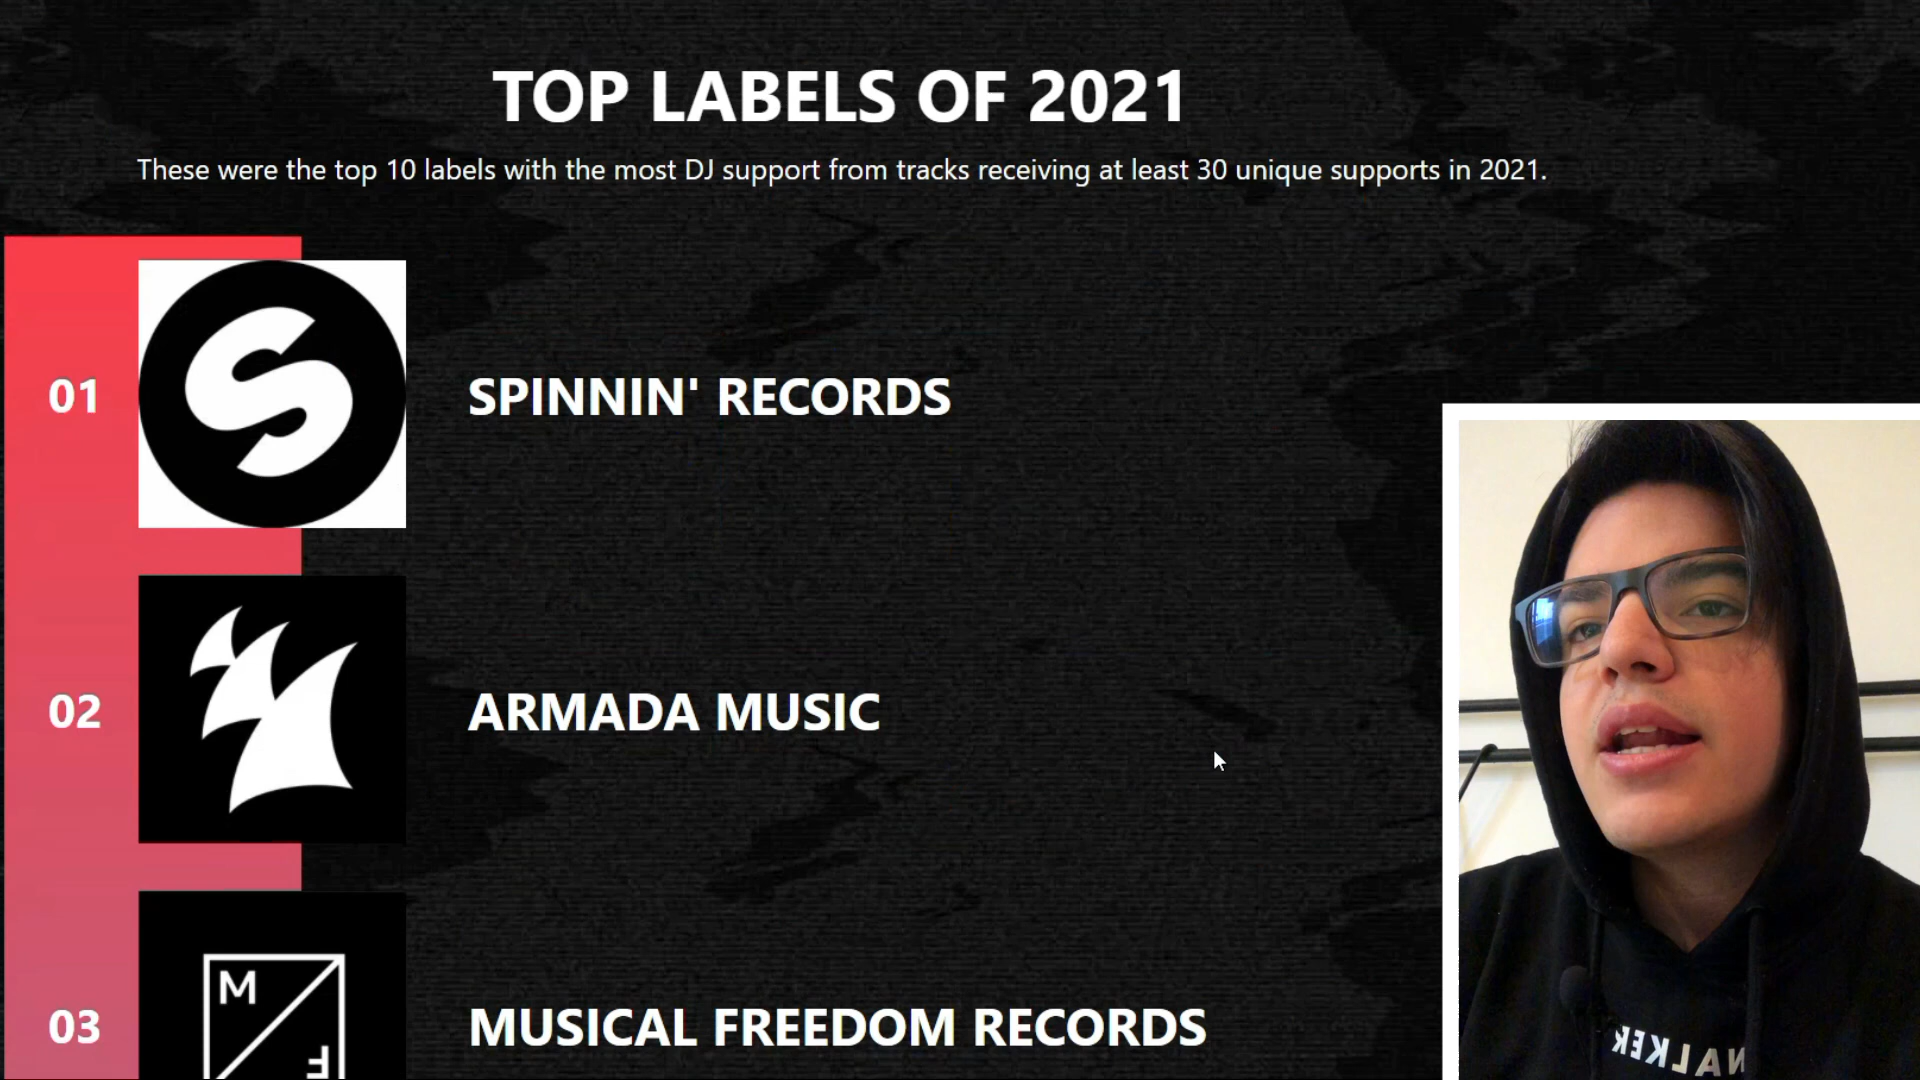 TOP LABELS OF 2021
These were the top 10 labels with the most DJ support from tracks receiving at least 30 unique supports in 2021.
01
SPINNIN' RECORDS
02
ARMADA MUSIC
03
M
F
MUSICAL FREEDOM RECORDS
WALKER